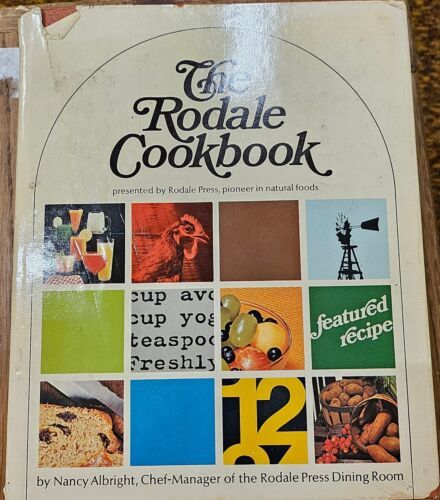 The
Rodale
Cookbook
presented by Rodale Press, pioneer in natural foods
cup avo
cup yog
teaspoo
Freshly
featured
recipe
12
by Nancy Albright, Chef-Manager of the Rodale Press Dining Room